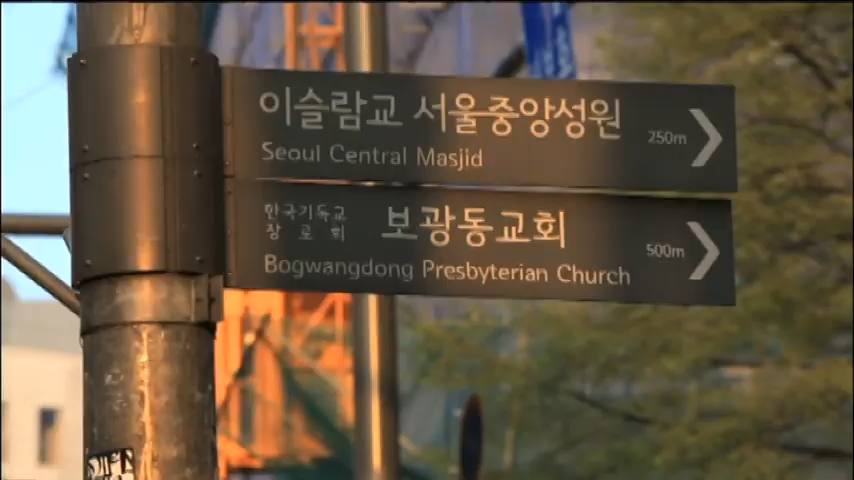 이슬람교 서울중앙성원 250m
Seoul Central Masjid
한국기독교
장 로 회 보광동교회 500m
Bogwangdong Presbyterian Church